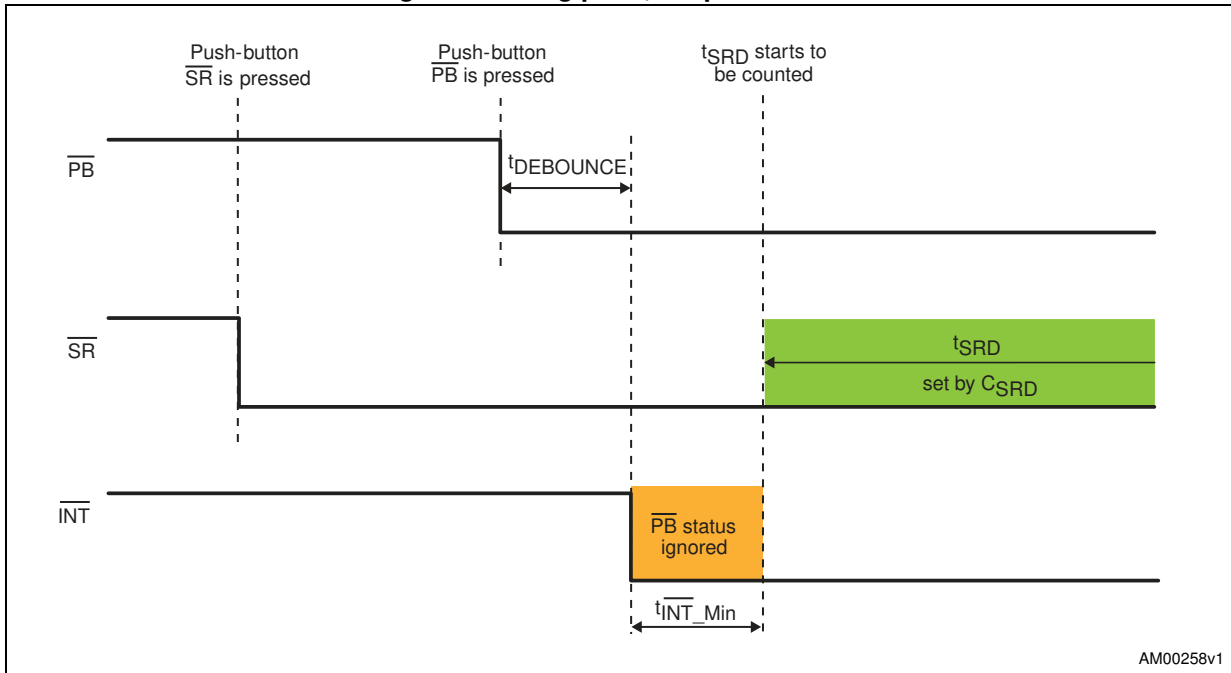 Push-button
SR is pressed
Push-button
PB is pressed
tSRD starts to
be counted
PB
tDEBOUNCE
SR
tSRD
set by CSRD
INT
PB status
ignored
tINT_Min
AM00258v1